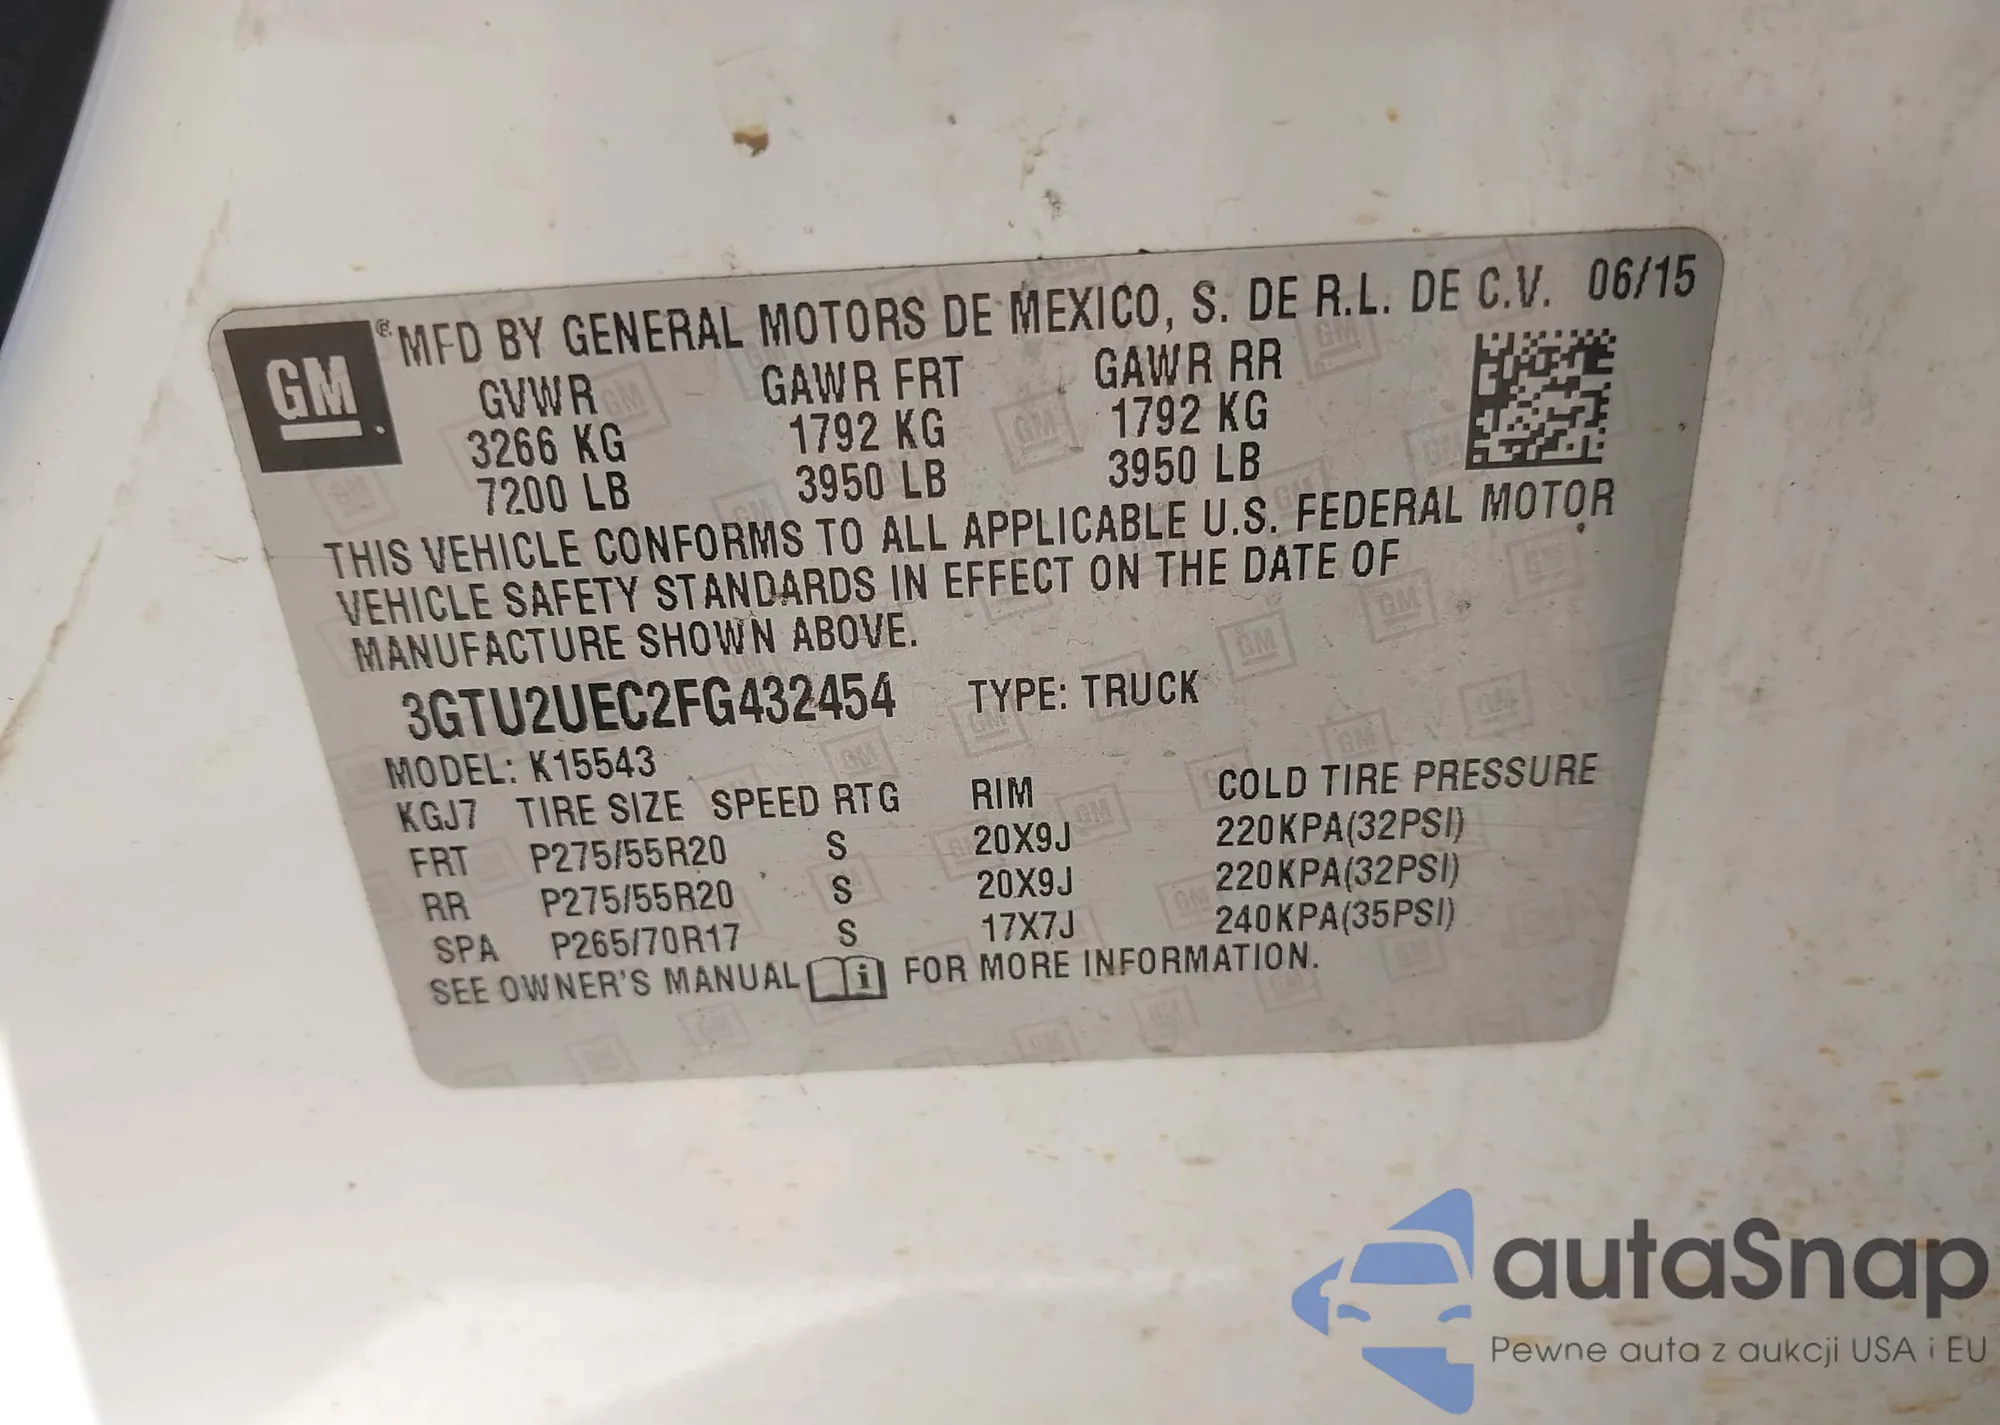 GM ® MFD BY GENERAL MOTORS DE MEXICO, S. DE R.L. DE C.V. 06/15
GVWR GAWR FRT GAWR RR
3266 KG 1792 KG 1792 KG
7200 LB 3950 LB 3950 LB
THIS VEHICLE CONFORMS TO ALL APPLICABLE U.S. FEDERAL MOTOR
VEHICLE SAFETY STANDARDS IN EFFECT ON THE DATE OF
MANUFACTURE SHOWN ABOVE.
3GTU2UEC2FG432454 TYPE: TRUCK
MODEL: K15543
KGJ7 TIRE SIZE SPEED RTG RIM COLD TIRE PRESSURE
FRT P275/55R20 S 20X9J 220KPA(32PSI)
RR P275/55R20 S 20X9J 220KPA(32PSI)
SPA P265/70R17 S 17X7J 240KPA(35PSI)
SEE OWNER'S MANUAL i FOR MORE INFORMATION.
autaSnap
Pewne auta z aukcji USA i EU